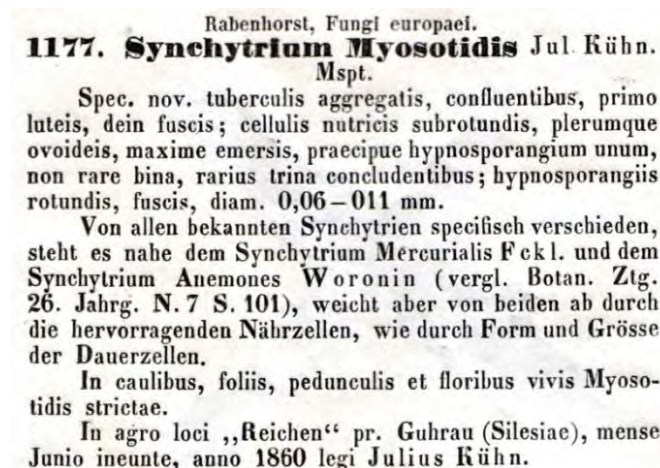 Rabenhorst, Fungi europaei.
1177. Synchytrium Myosotidis Jul Kühn.
Mspt.
Spec. nov. tuberculis aggregatis, confluentibus, primo
luteis, dein fuscis; cellulis nutricis subrotundis, plerumque
ovoideis, maxime emersis, praecipue hypnosporangium unum,
non rare bina, rarius trina concludentibus; hypnosporangiis
rotundis, fuscis, diam. 0,06–011 mm.
Von allen bekannten Synchytrien specifisch verschieden,
steht es nahe dem Synchytrium Mercurialis Fckl. und dem
Synchytrium Anemones Woronin (vergl. Botan. Ztg.
26. Jahrg. N. 7 S. 101), weicht aber von beiden ab durch
die hervorragenden Nährzellen, wie durch Form und Grösse
der Dauerzellen.
In caulibus, foliis, pedunculis et floribus vivis Myoso-
tidis strictae.
In agro loci „Reichen“ pr. Guhrau (Silesiae), mense
Junio ineunte, anno 1860 legi Julius Kühn.